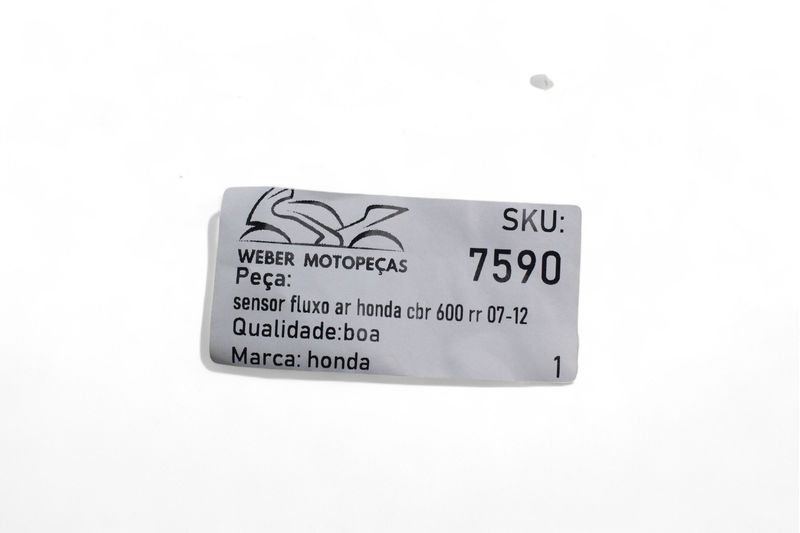 WEBER MOTOPEÇAS
SKU:
7590
Peça:
sensor fluxo ar honda cbr 600 rr 07-12
Qualidade:boa
Marca: honda
1